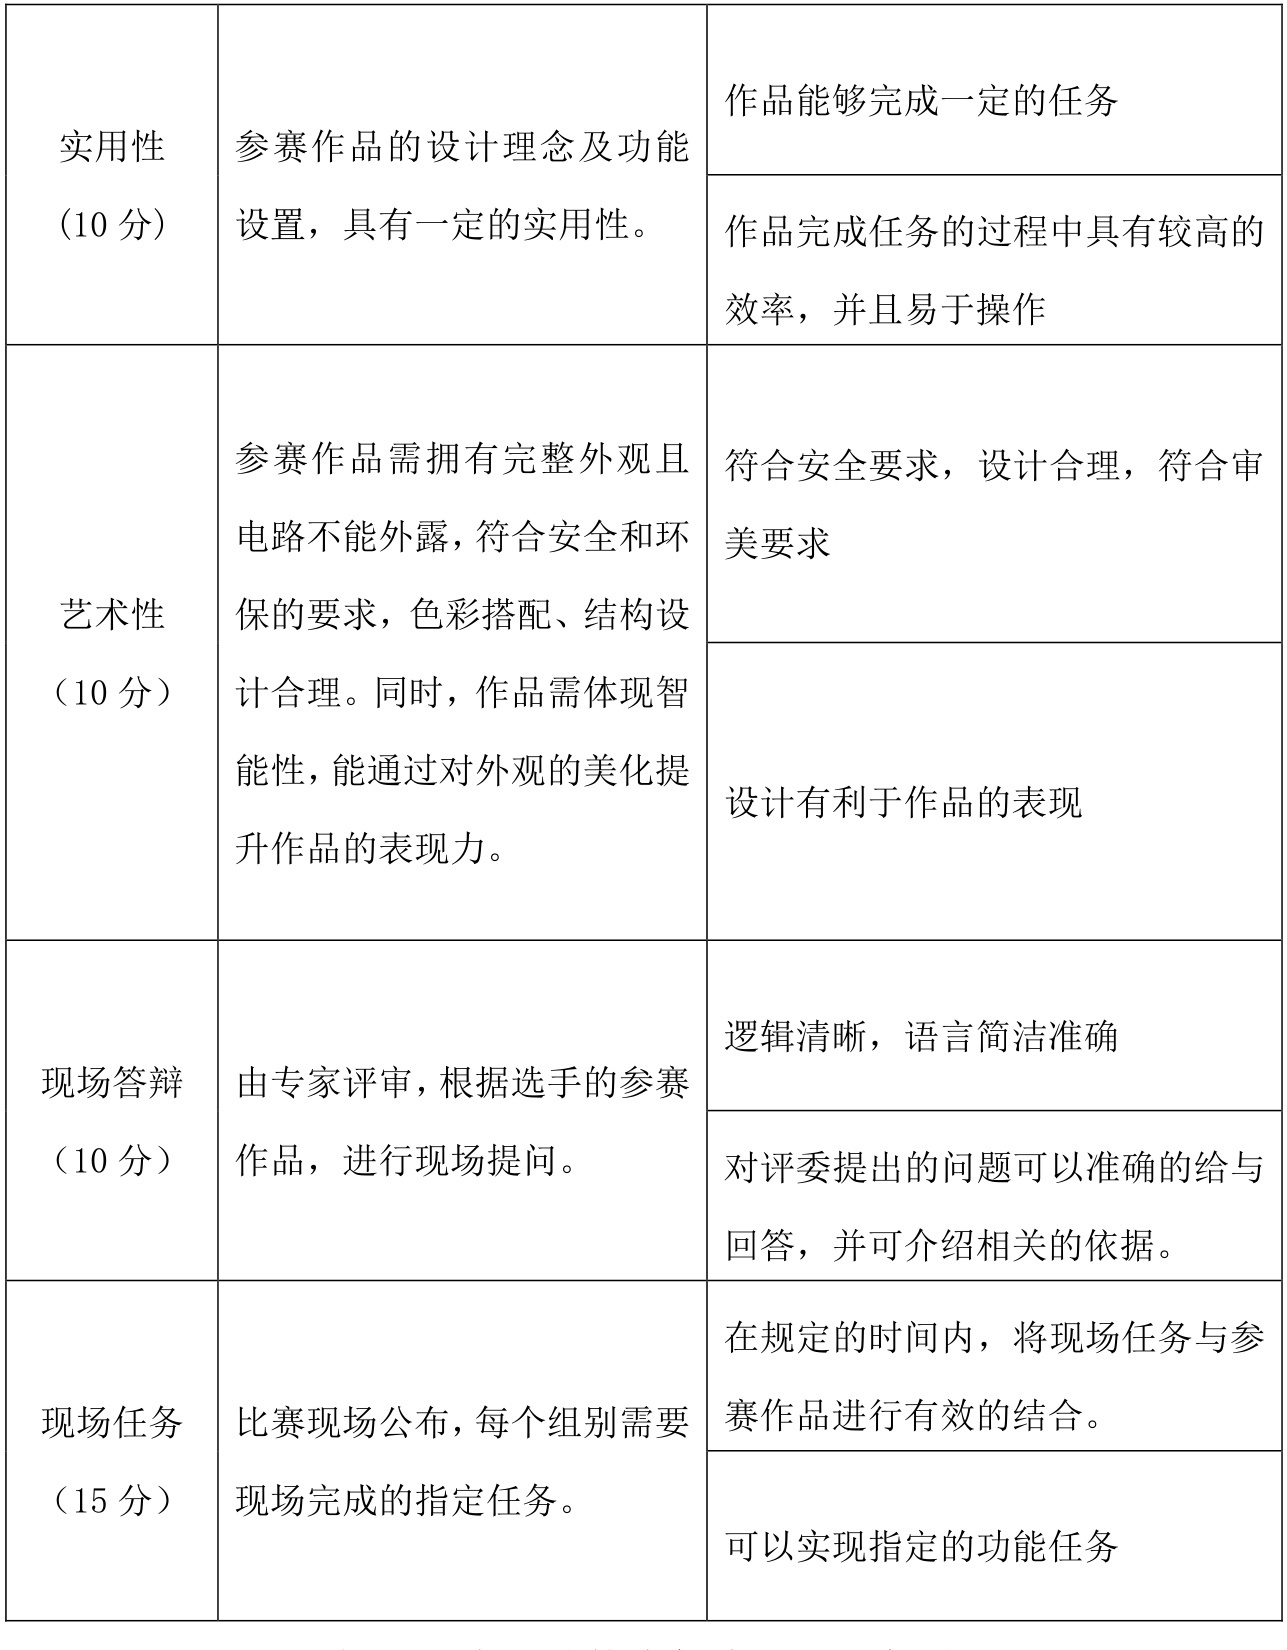 实用性
(10 分)
参赛作品的设计理念及功能
设置，具有一定的实用性。
作品能够完成一定的任务
作品完成任务的过程中具有较高的
效率，并且易于操作
艺术性
（10 分）
参赛作品需拥有完整外观且
电路不能外露，符合安全和环
保的要求，色彩搭配、结构设
计合理。同时，作品需体现智
能性，能通过对外观的美化提
升作品的表现力。
符合安全要求，设计合理，符合审
美要求
设计有利于作品的表现
现场答辩
（10 分）
由专家评审，根据选手的参赛
作品，进行现场提问。
逻辑清晰，语言简洁准确
对评委提出的问题可以准确的给与
回答，并可介绍相关的依据。
现场任务
（15 分）
比赛现场公布，每个组别需要
现场完成的指定任务。
在规定的时间内，将现场任务与参
赛作品进行有效的结合。
可以实现指定的功能任务